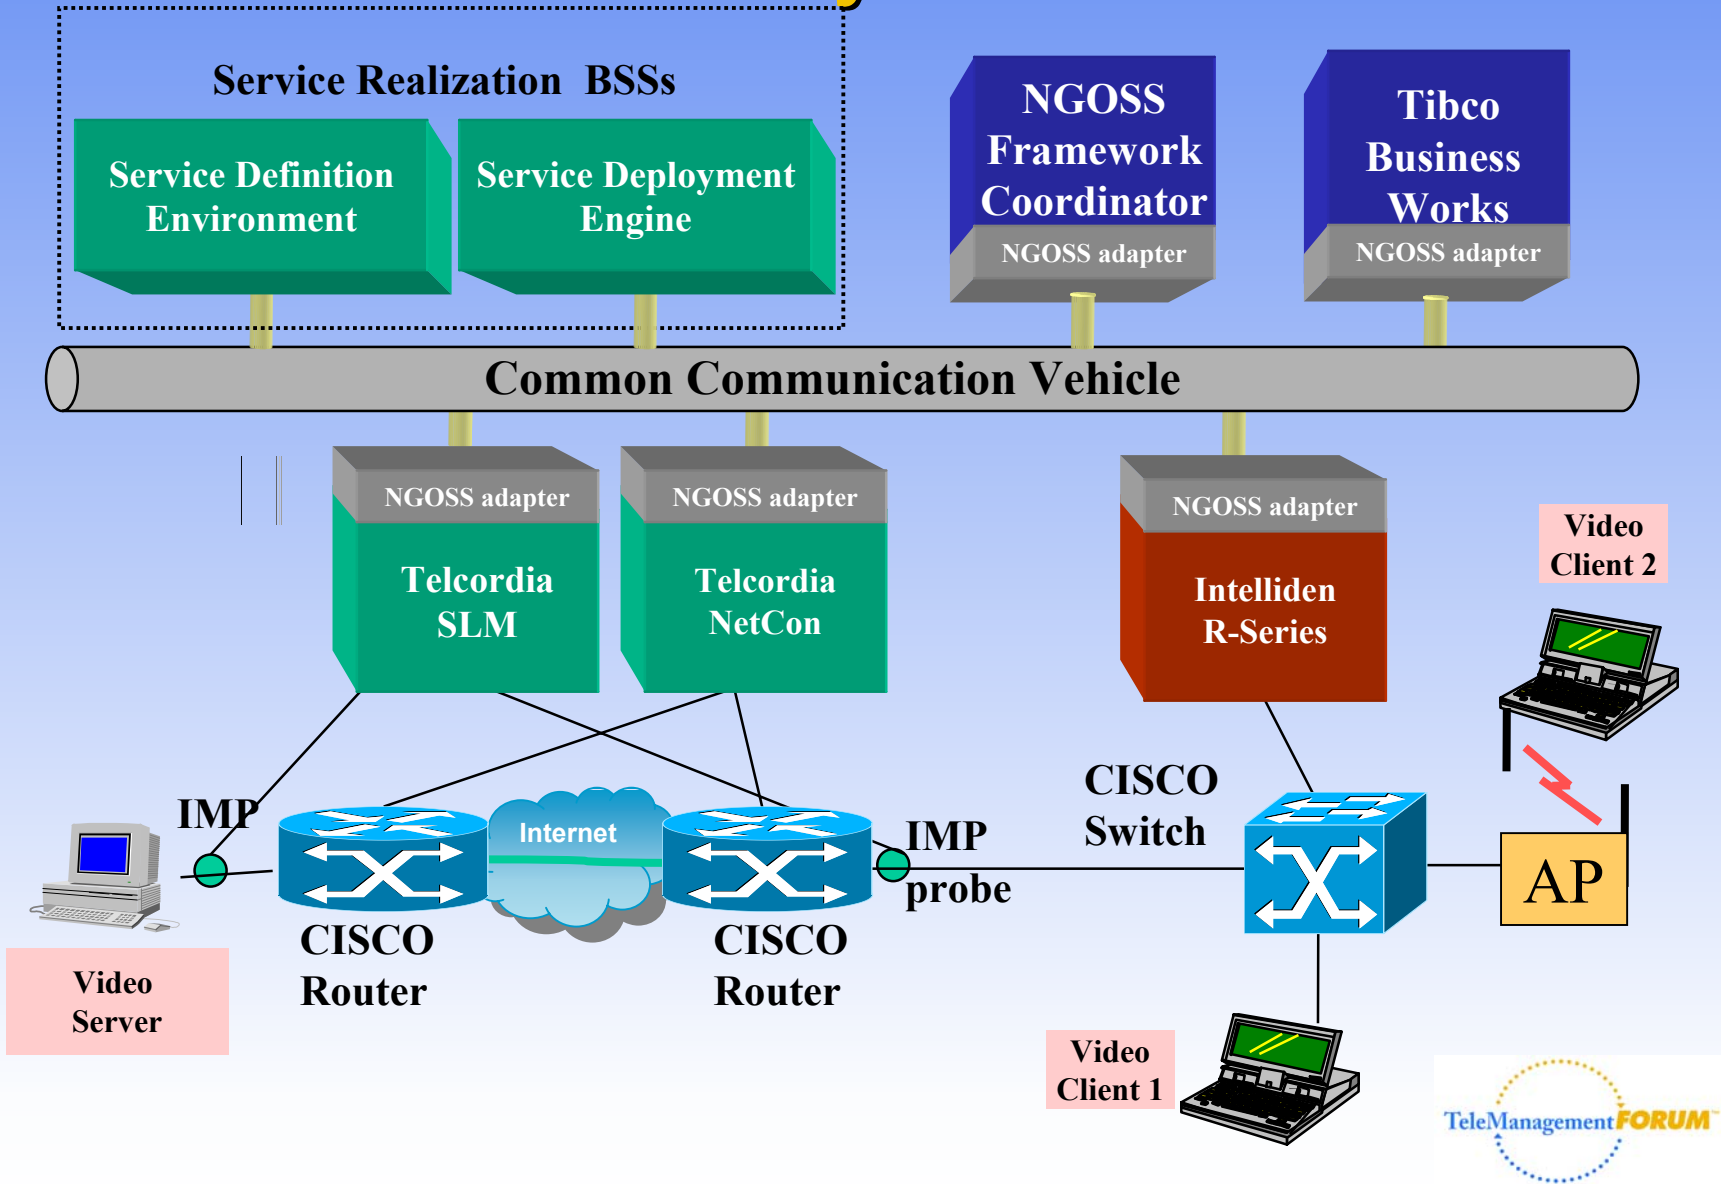 Service Realization BSSs
Service Definition
Environment
Service Deployment
Engine
NGOSS
Framework
Coordinator
NGOSS adapter
Tibco
Business
Works
NGOSS adapter
Common Communication Vehicle
NGOSS adapter
Telcordia
SLM
NGOSS adapter
Telcordia
NetCon
NGOSS adapter
Intelliden
R-Series
Video
Client 2
IMP
Internet
IMP
probe
CISCO
Switch
AP
CISCO
Router
CISCO
Router
Video
Server
Video
Client 1
TeleManagement FORUM™